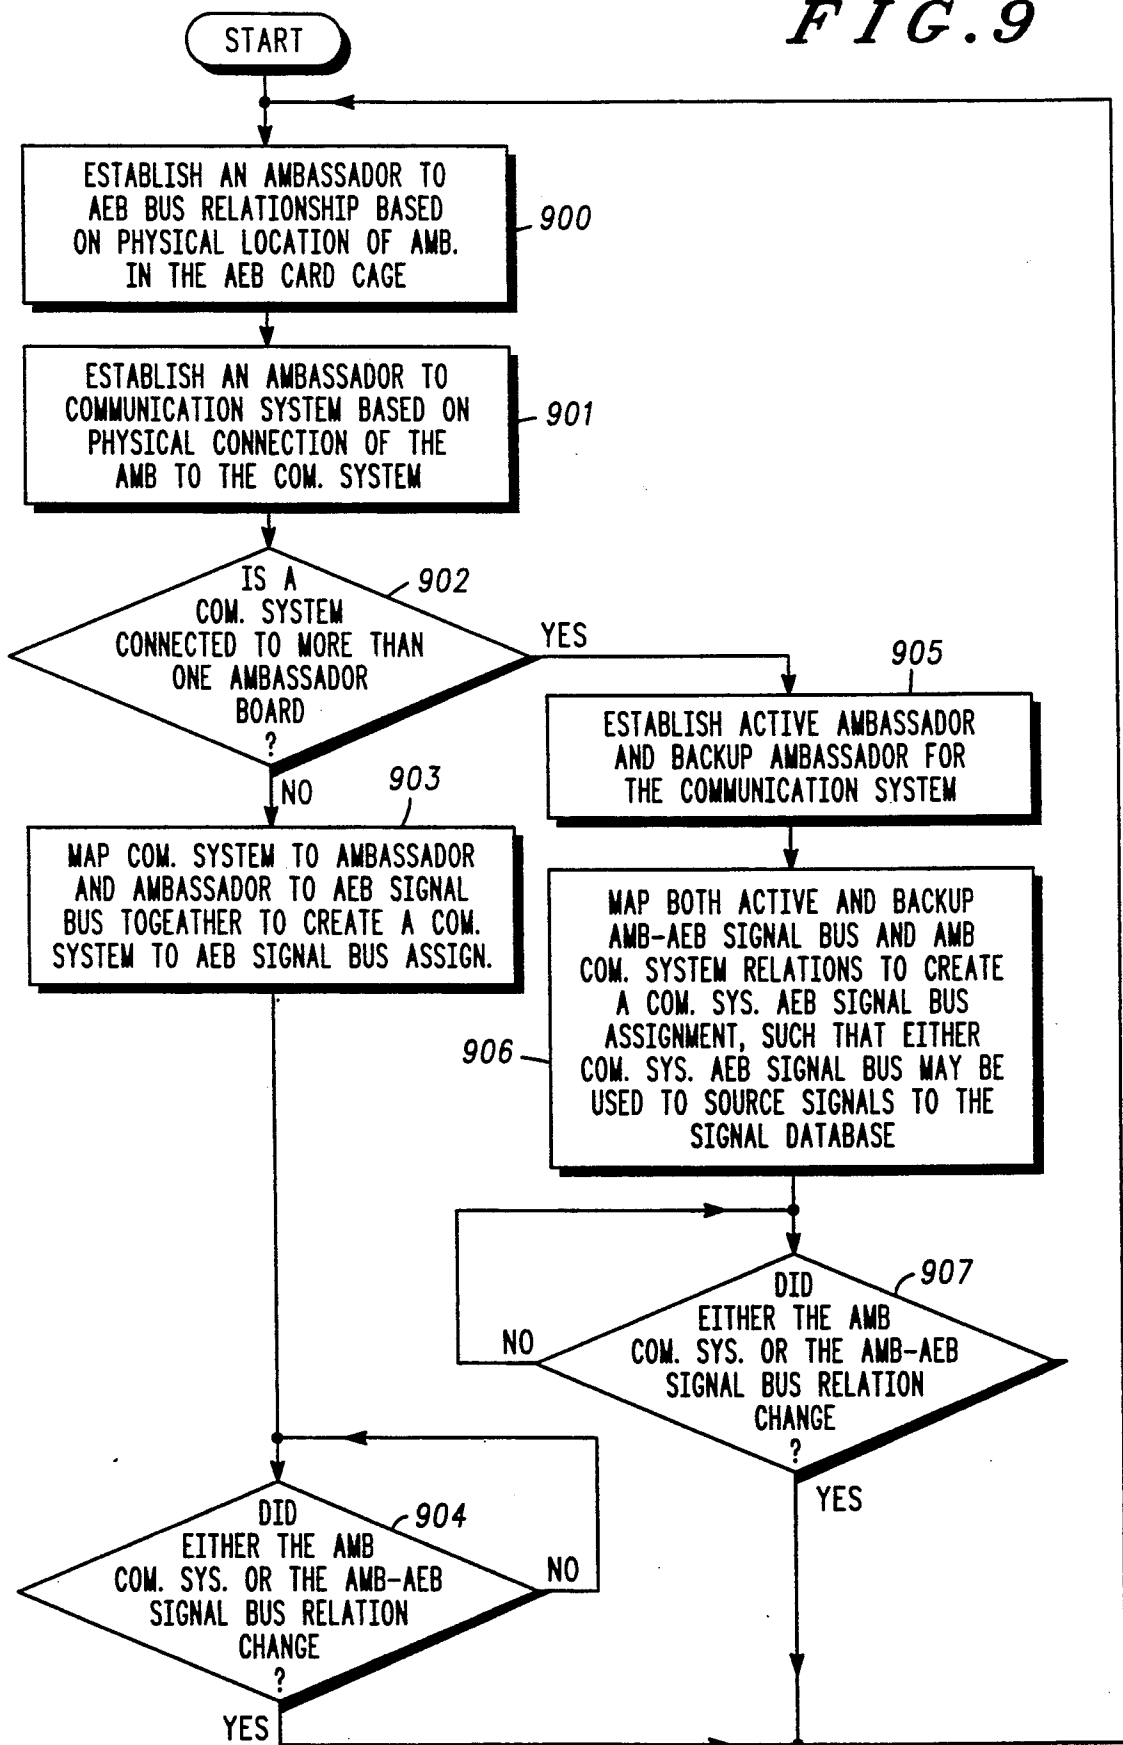 FIG.9
START
ESTABLISH AN AMBASSADOR TO
AEB BUS RELATIONSHIP BASED
ON PHYSICAL LOCATION OF AMB.
IN THE AEB CARD CAGE
900
ESTABLISH AN AMBASSADOR TO
COMMUNICATION SYSTEM BASED ON
PHYSICAL CONNECTION OF THE
AMB TO THE COM. SYSTEM
901
IS A
COM. SYSTEM
CONNECTED TO MORE THAN
ONE AMBASSADOR
BOARD
?
902
YES
NO
903
MAP COM. SYSTEM TO AMBASSADOR
AND AMBASSADOR TO AEB SIGNAL
BUS TOGEATHER TO CREATE A COM.
SYSTEM TO AEB SIGNAL BUS ASSIGN.
905
ESTABLISH ACTIVE AMBASSADOR
AND BACKUP AMBASSADOR FOR
THE COMMUNICATION SYSTEM
MAP BOTH ACTIVE AND BACKUP
AMB-AEB SIGNAL BUS AND AMB
COM. SYSTEM RELATIONS TO CREATE
A COM. SYS. AEB SIGNAL BUS
ASSIGNMENT, SUCH THAT EITHER
COM. SYS. AEB SIGNAL BUS MAY BE
USED TO SOURCE SIGNALS TO THE
SIGNAL DATABASE
906
DID
EITHER THE AMB
COM. SYS. OR THE AMB-AEB
SIGNAL BUS RELATION
CHANGE
?
907
NO
YES
DID
EITHER THE AMB
COM. SYS. OR THE AMB-AEB
SIGNAL BUS RELATION
CHANGE
?
904
NO
YES